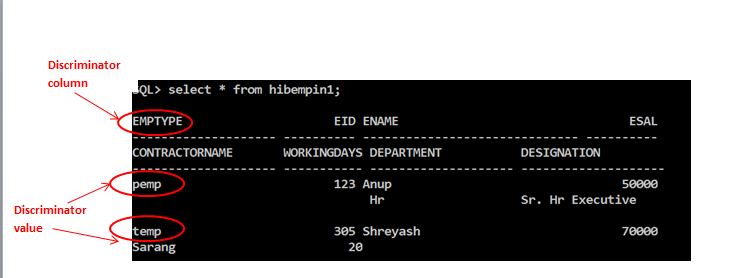 Discriminator
column
SQL> select * from hibempin1;
EMPTYPE EID ENAME ESAL
-------------------- ---------- ------------------------------ ----------
CONTRACTORNAME WORKINGDAYS DEPARTMENT DESIGNATION
-------------------- ----------- -------------------- --------------------
pemp 123 Anup 50000
Hr Sr. Hr Executive
Discriminator
value
temp 305 Shreyash 70000
Sarang 20